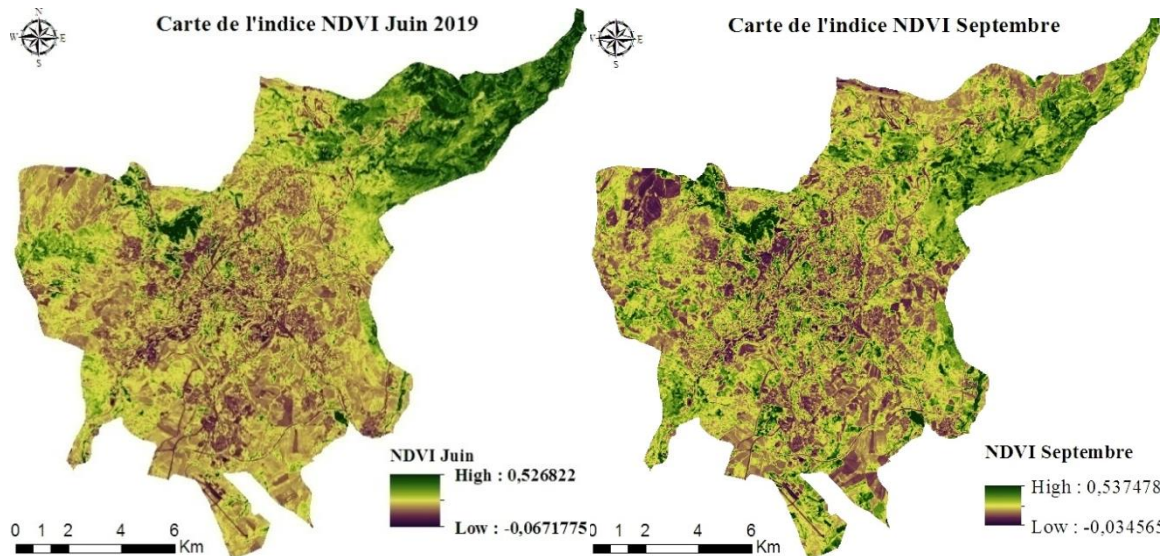 Carte de l'indice NDVI Juin 2019
N
W E
S
NDVI Juin
High : 0,526822
Low : -0,0671775
0 1 2 4 6
Km
Carte de l'indice NDVI Septembre
N
W E
S
NDVI Septembre
High : 0,537478
Low : -0,034565
0 1 2 4 6
Km